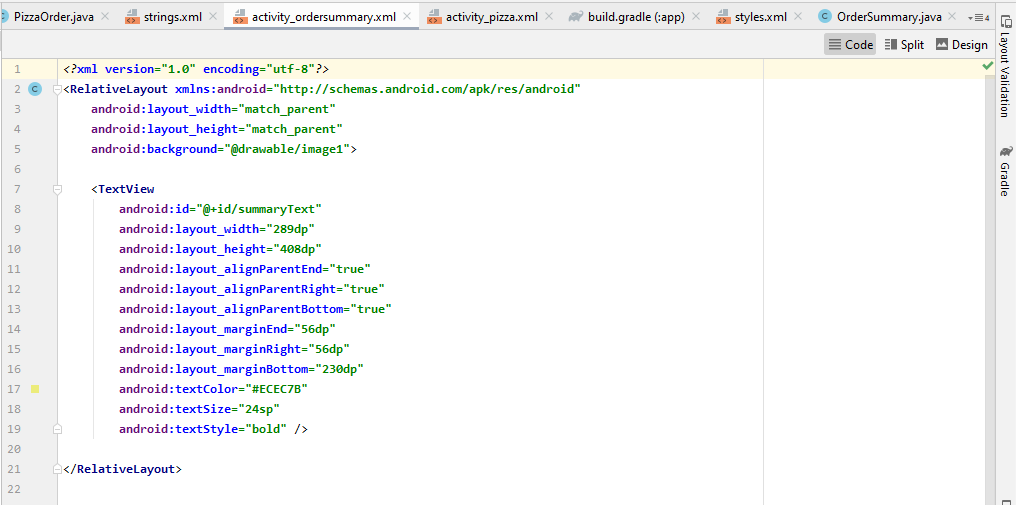 PizzaOrder.java strings.xml activity_ordersummary.xml activity_pizza.xml build.gradle (:app) styles.xml OrderSummary.java 4
Code Split Design
1 <?xml version="1.0" encoding="utf-8"?>
2 C <RelativeLayout xmlns:android="http://schemas.android.com/apk/res/android"
3 android:layout_width="match_parent"
4 android:layout_height="match_parent"
5 android:background="@drawable/image1">
6
7 <TextView
8 android:id="@+id/summaryText"
9 android:layout_width="289dp"
10 android:layout_height="408dp"
11 android:layout_alignParentEnd="true"
12 android:layout_alignParentRight="true"
13 android:layout_alignParentBottom="true"
14 android:layout_marginEnd="56dp"
15 android:layout_marginRight="56dp"
16 android:layout_marginBottom="230dp"
17 android:textColor="#ECEC7B"
18 android:textSize="24sp"
19 android:textStyle="bold" />
20
21 </RelativeLayout>
22
Layout Validation
Gradle